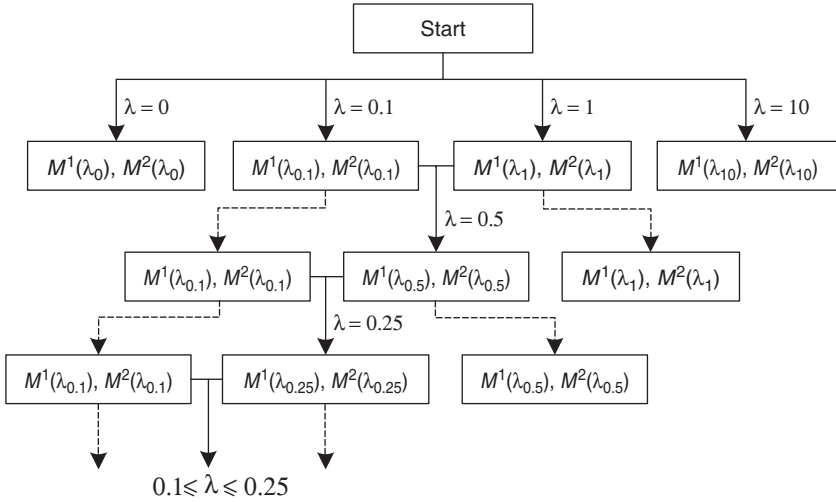 Start
λ = 0
λ = 0.1
λ = 1
λ = 10
M¹(λ₀), M²(λ₀)
M¹(λ₀.₁), M²(λ₀.₁)
M¹(λ₁), M²(λ₁)
M¹(λ₁₀), M²(λ₁₀)
λ = 0.5
M¹(λ₀.₁), M²(λ₀.₁)
M¹(λ₀.₅), M²(λ₀.₅)
M¹(λ₁), M²(λ₁)
λ = 0.25
M¹(λ₀.₁), M²(λ₀.₁)
M¹(λ₀.₂₅), M²(λ₀.₂₅)
M¹(λ₀.₅), M²(λ₀.₅)
0.1⩽ λ ⩽ 0.25